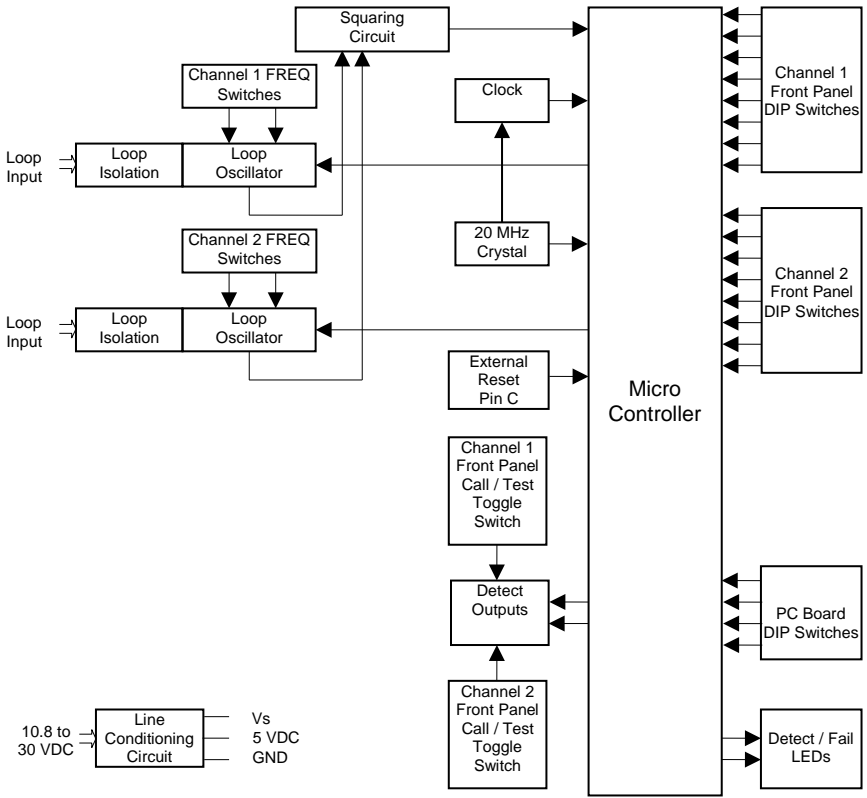 Squaring
Circuit
Channel 1 FREQ
Switches
Clock
Channel 1
Front Panel
DIP Switches
Loop
Input
Loop
Isolation
Loop
Oscillator
Channel 2 FREQ
Switches
20 MHz
Crystal
Channel 2
Front Panel
DIP Switches
Loop
Input
Loop
Isolation
Loop
Oscillator
External
Reset
Pin C
Micro
Controller
Channel 1
Front Panel
Call / Test
Toggle
Switch
Detect
Outputs
PC Board
DIP Switches
Channel 2
Front Panel
Call / Test
Toggle
Switch
10.8 to
30 VDC
Line
Conditioning
Circuit
Vs
5 VDC
GND
Detect / Fail
LEDs